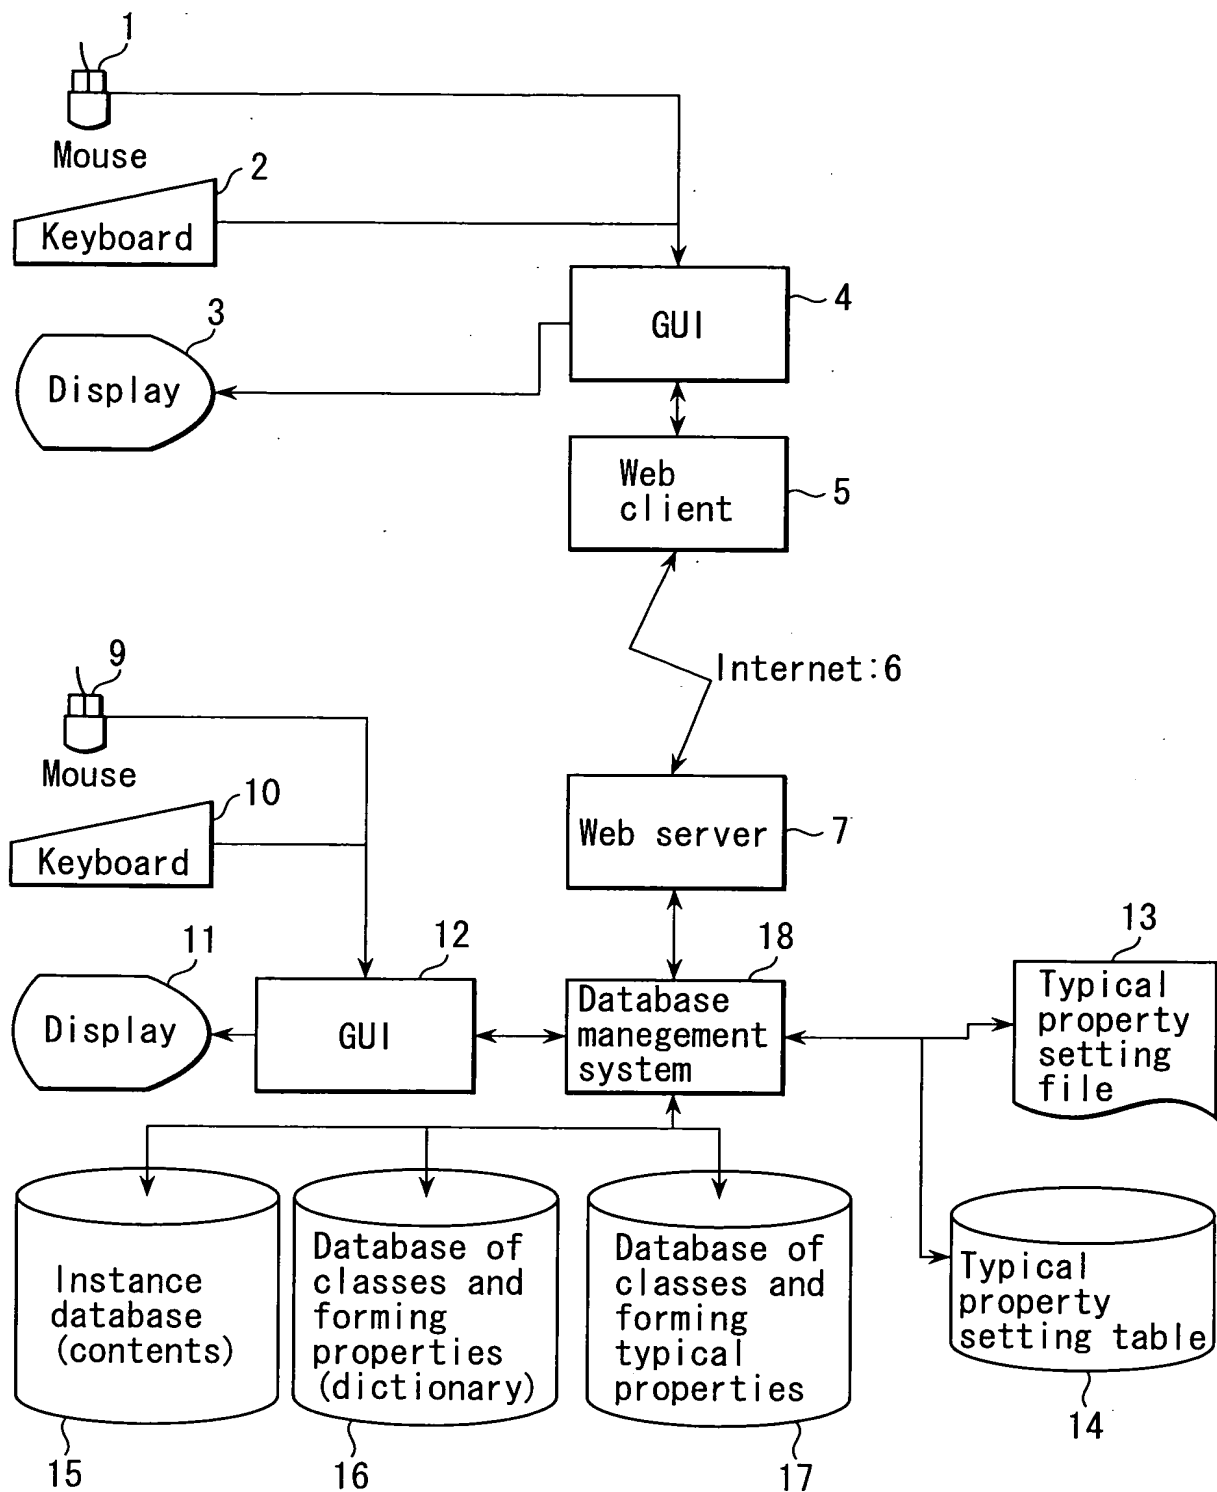 1
Mouse
2
Keyboard
3
Display
4
GUI
5
Web
client
Internet:6
9
Mouse
10
Keyboard
7
Web server
11
Display
12
GUI
18
Database
manegement
system
13
Typical
property
setting
file
Instance
database
(contents)
15
Database of
classes and
forming
properties
(dictionary)
16
Database of
classes and
forming
typical
properties
17
Typical
property
setting table
14